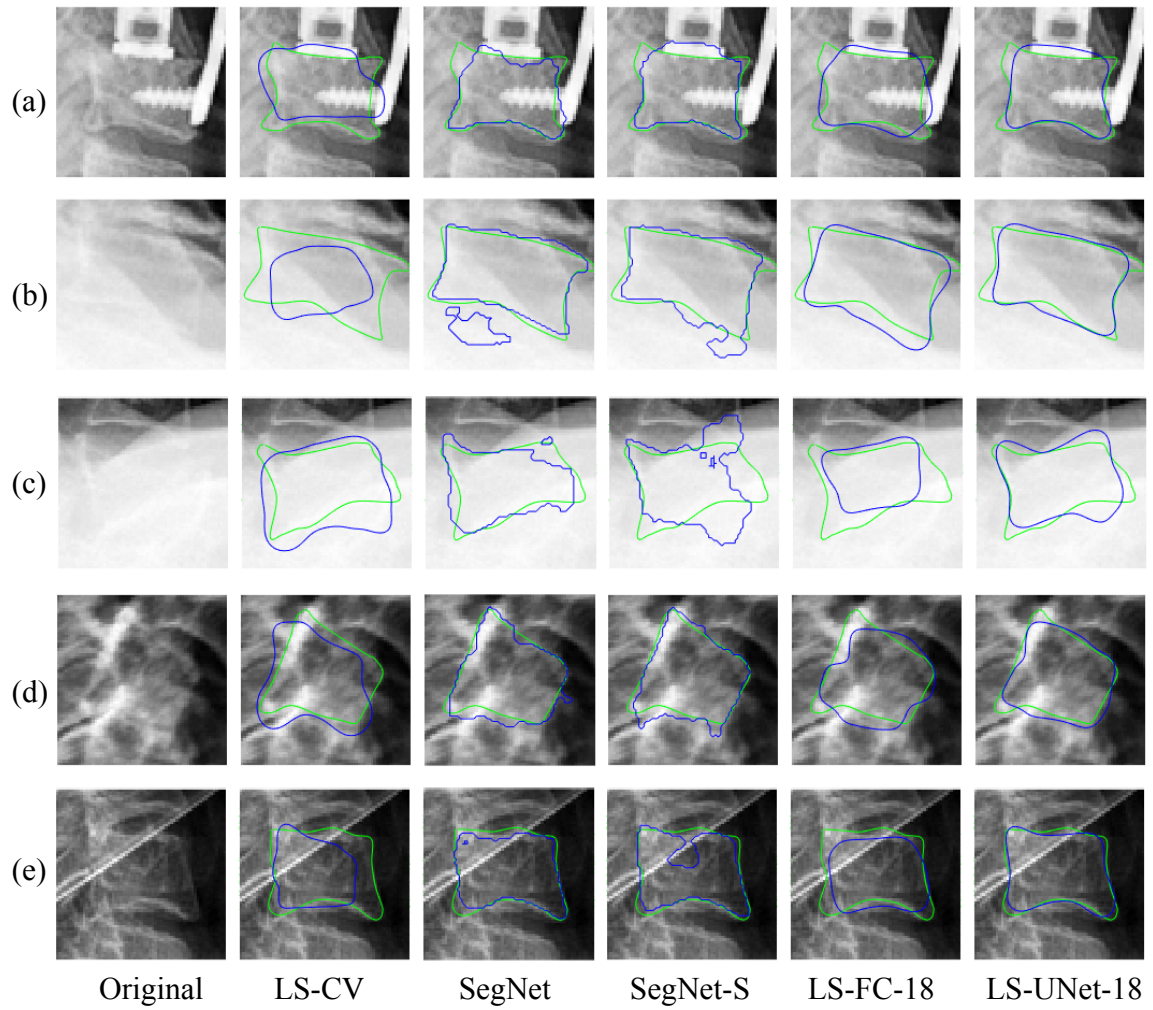 (a)
(b)
(c)
(d)
(e)
Original LS-CV SegNet SegNet-S LS-FC-18 LS-UNet-18